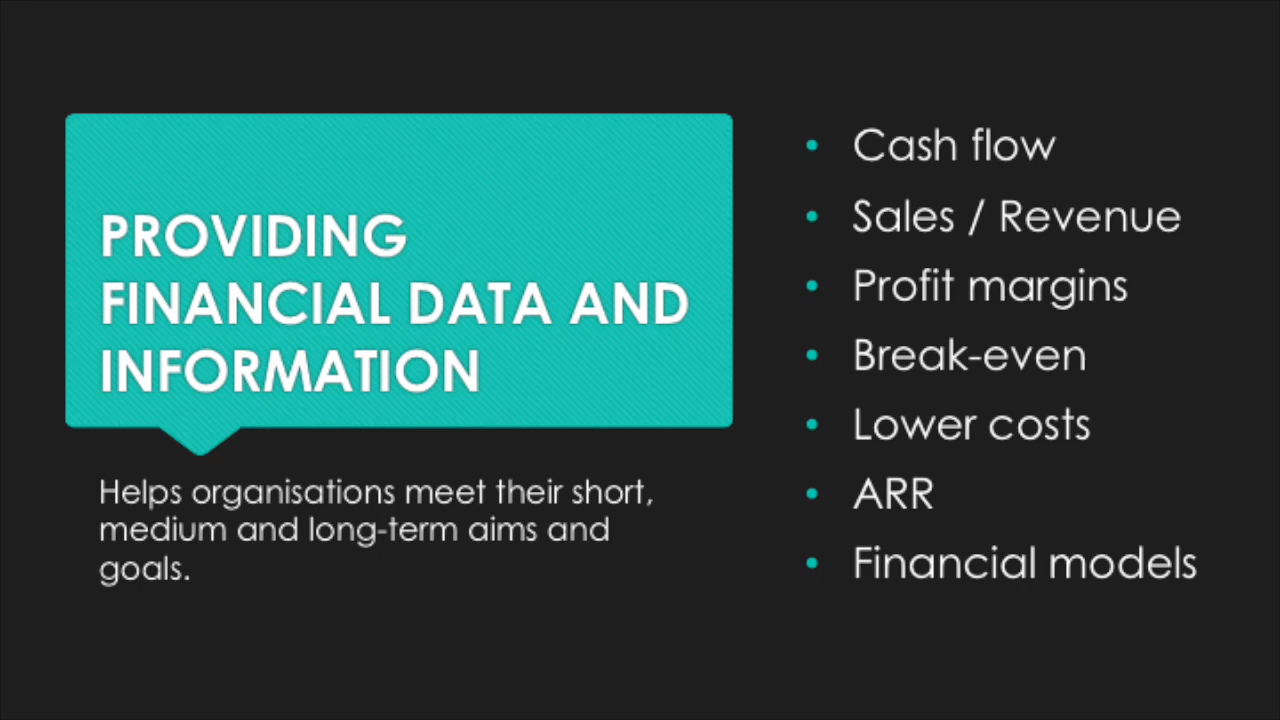 PROVIDING
FINANCIAL DATA AND
INFORMATION
Helps organisations meet their short,
medium and long-term aims and
goals.
• Cash flow
• Sales / Revenue
• Profit margins
• Break-even
• Lower costs
• ARR
• Financial models